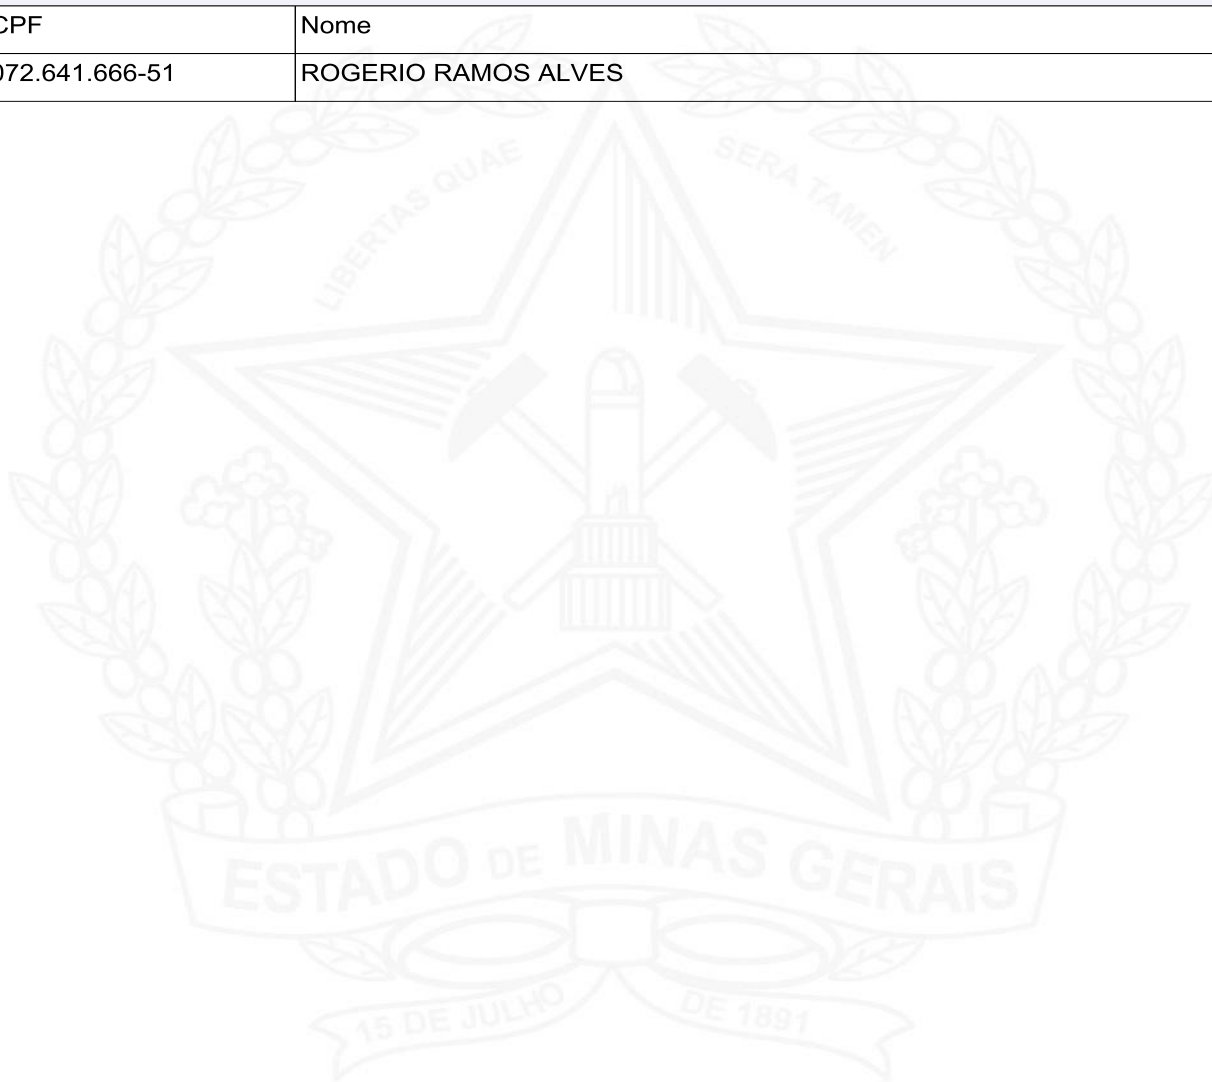 CPF Nome
072.641.666-51 ROGERIO RAMOS ALVES
LIBERTAS QUAE SERA TAMEN
ESTADO DE MINAS GERAIS
15 DE JULHO DE 1891